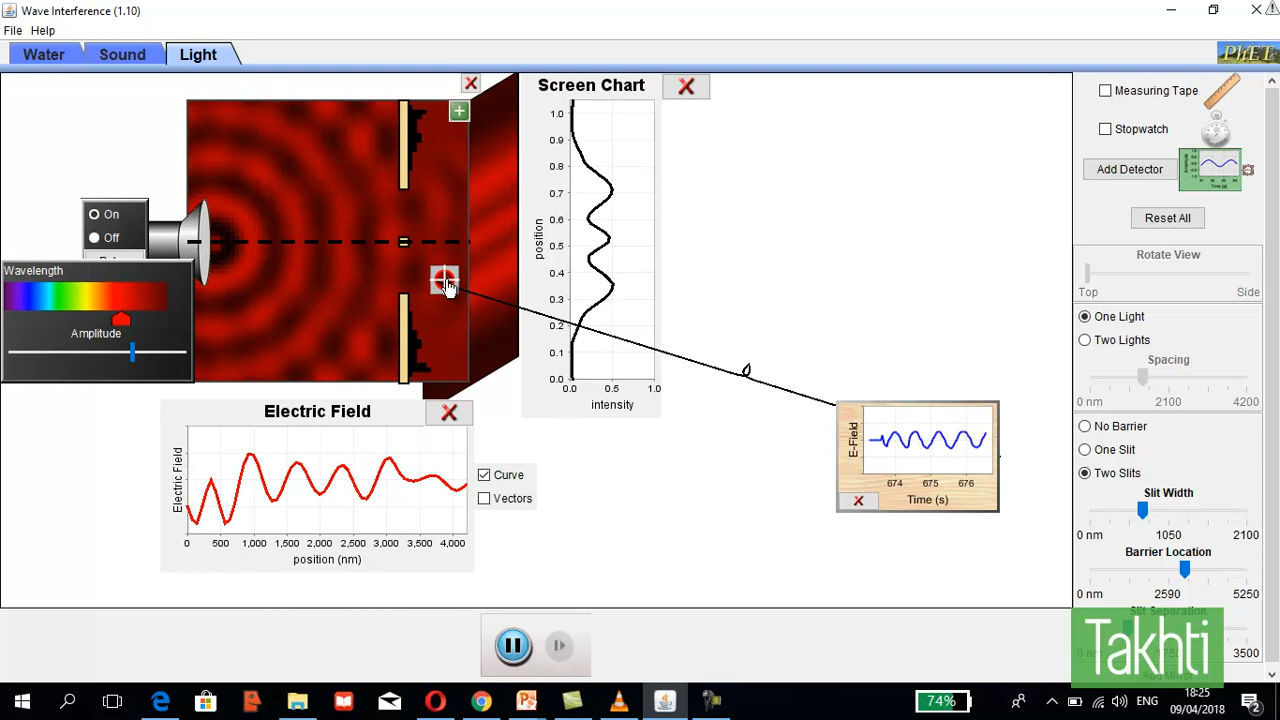 Wave Interference (1.10)
File Help
Water Sound Light PhET
On
Off
Wavelength
Amplitude
Screen Chart
position
1.0
0.9
0.8
0.7
0.6
0.5
0.4
0.3
0.2
0.1
0.0
0.0 0.5 1.0
intensity
Electric Field
Electric Field
0 500 1,000 1,500 2,000 2,500 3,000 3,500 4,000
position (nm)
Curve
Vectors
E-Field
674 675 676
Time (s)
Measuring Tape
Stopwatch
Add Detector
Reset All
Rotate View
Top Side
One Light
Two Lights
Spacing
0 nm 2100 4200
No Barrier
One Slit
Two Slits
Slit Width
0 nm 1050 2100
Barrier Location
0 nm 2590 5250
Slit Separation
0 nm 1750 3500
Takhti
74%
ENG
18:25
09/04/2018
2